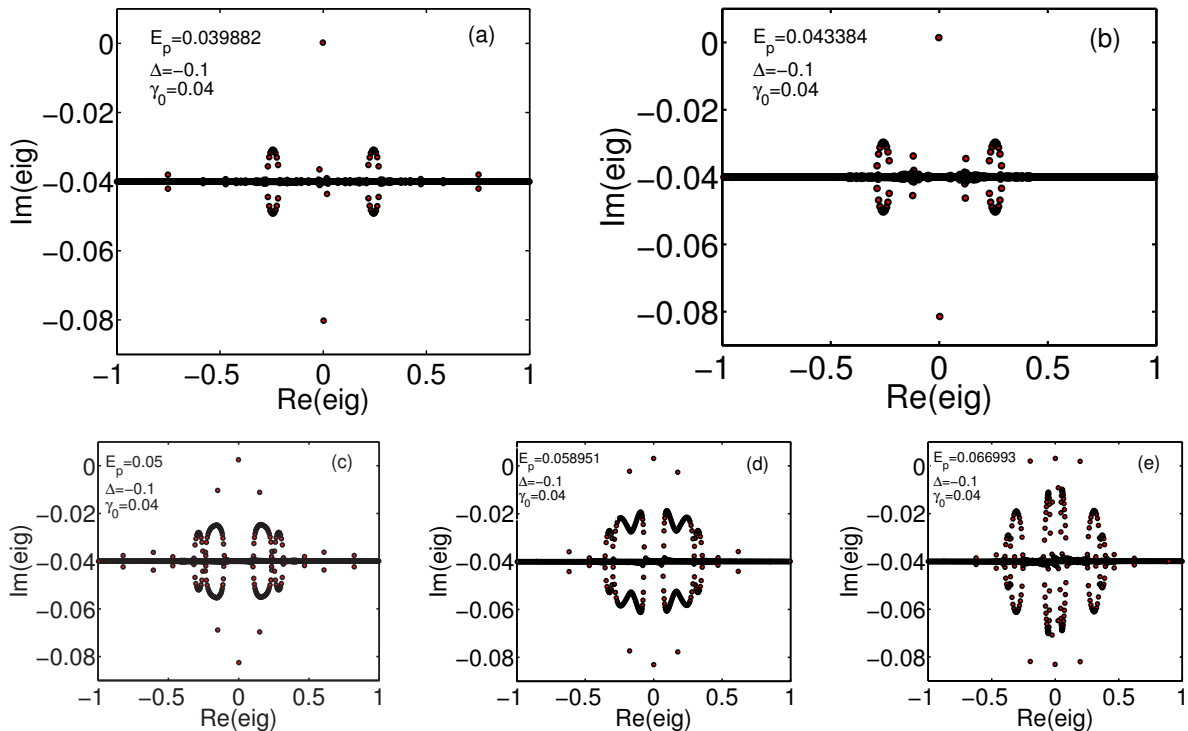 (a)
E_p=0.039882
Δ=−0.1
γ_0=0.04
0
−0.02
−0.04
−0.06
−0.08
Im(eig)
−1 −0.5 0 0.5 1
Re(eig)
(b)
E_p=0.043384
Δ=−0.1
γ_0=0.04
0
−0.02
−0.04
−0.06
−0.08
Im(eig)
−1 −0.5 0 0.5 1
Re(eig)
(c)
E_p=0.05
Δ=−0.1
γ_0=0.04
0
−0.02
−0.04
−0.06
−0.08
Im(eig)
−1 −0.5 0 0.5 1
Re(eig)
(d)
E_p=0.058951
Δ=−0.1
γ_0=0.04
0
−0.02
−0.04
−0.06
−0.08
Im(eig)
−1 −0.5 0 0.5 1
Re(eig)
(e)
E_p=0.066993
Δ=−0.1
γ_0=0.04
0
−0.02
−0.04
−0.06
−0.08
Im(eig)
−1 −0.5 0 0.5 1
Re(eig)